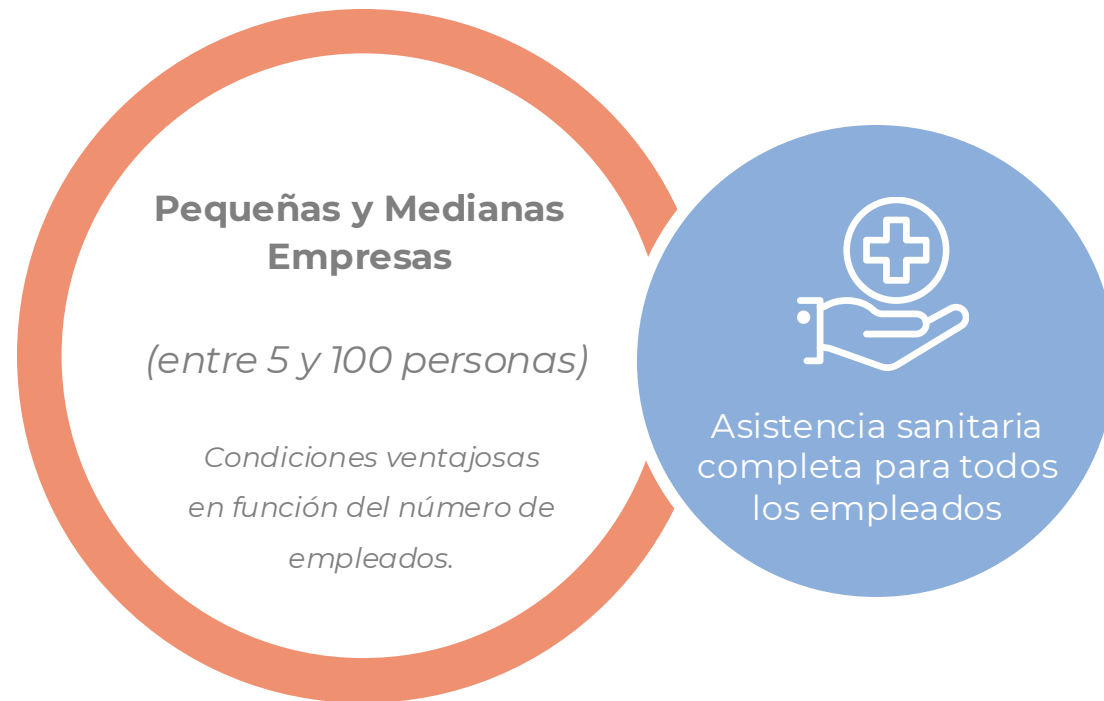 Pequeñas y Medianas
Empresas
(entre 5 y 100 personas)
Condiciones ventajosas
en función del número de
empleados.
Asistencia sanitaria
completa para todos
los empleados